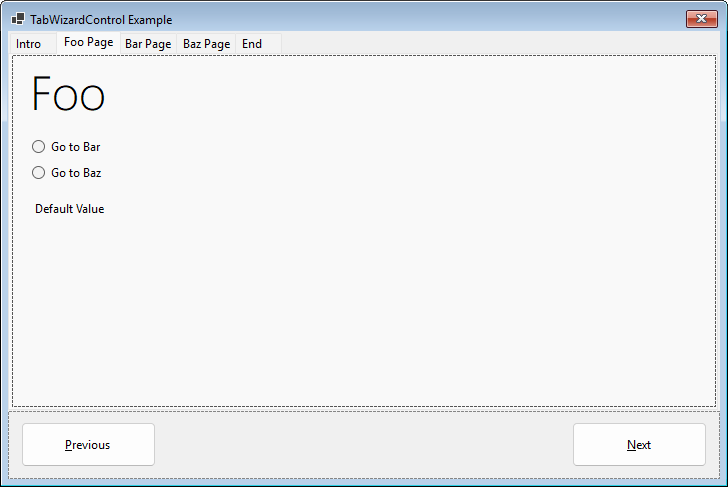 TabWizardControl Example
Intro Foo Page Bar Page Baz Page End
Foo
Go to Bar
Go to Baz
Default Value
Previous Next